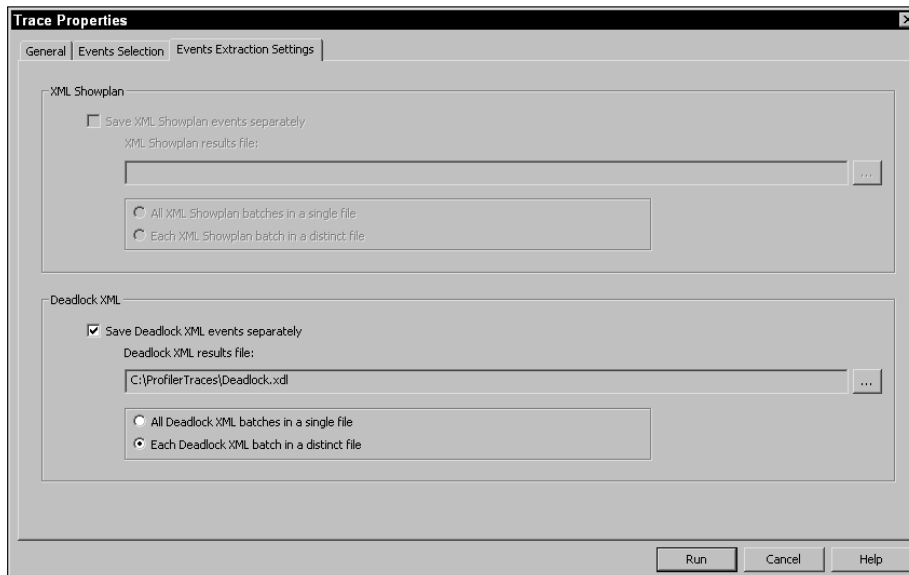 Trace Properties
General Events Selection Events Extraction Settings
XML Showplan
Save XML Showplan events separately
XML Showplan results file:
...
All XML Showplan batches in a single file
Each XML Showplan batch in a distinct file
Deadlock XML
Save Deadlock XML events separately
Deadlock XML results file:
C:\ProfilerTraces\Deadlock.xdl
...
All Deadlock XML batches in a single file
Each Deadlock XML batch in a distinct file
Run Cancel Help